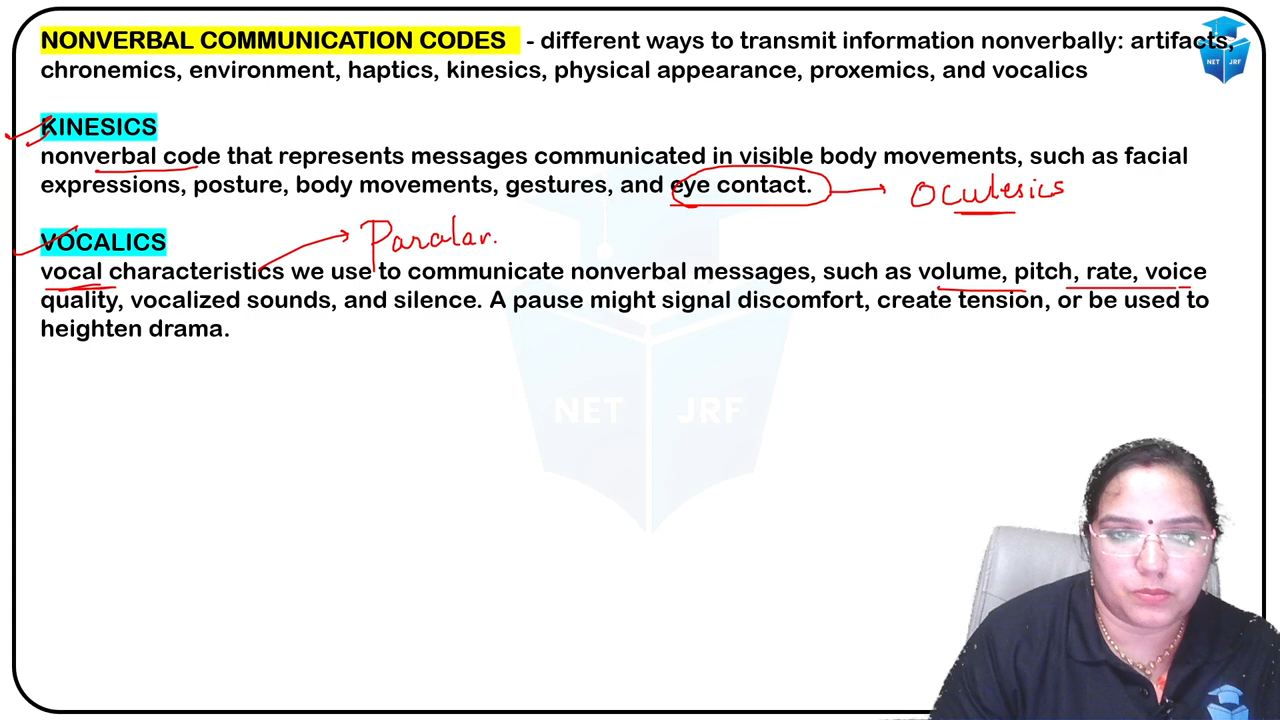 NONVERBAL COMMUNICATION CODES - different ways to transmit information nonverbally: artifacts,
chronemics, environment, haptics, kinesics, physical appearance, proxemics, and vocalics
NET JRF
KINESICS
nonverbal code that represents messages communicated in visible body movements, such as facial
expressions, posture, body movements, gestures, and eye contact.
Oculesics
VOCALICS
Paralan.
vocal characteristics we use to communicate nonverbal messages, such as volume, pitch, rate, voice
quality, vocalized sounds, and silence. A pause might signal discomfort, create tension, or be used to
heighten drama.
NET JRF